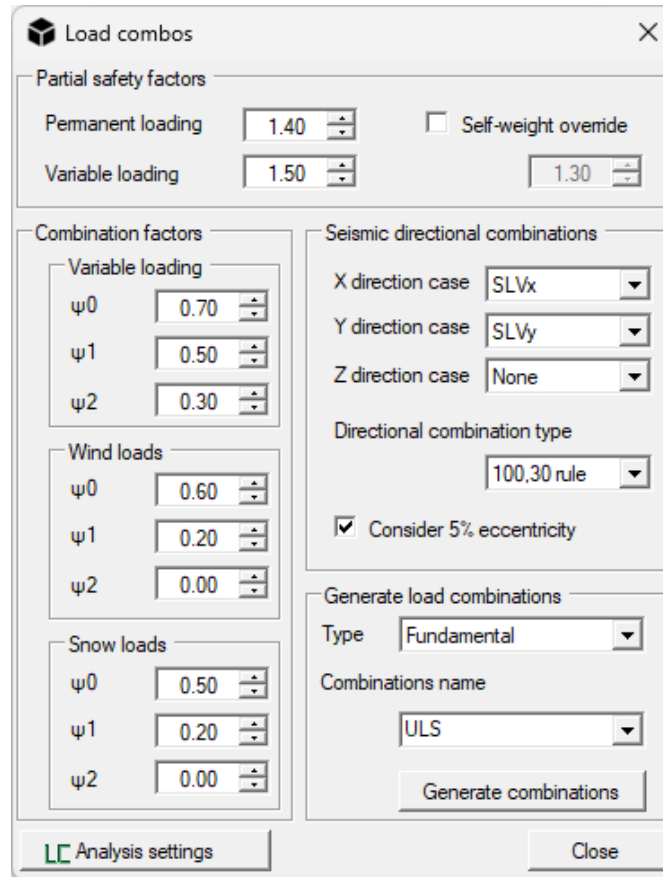 Load combos
Partial safety factors
Permanent loading 1.40 Self-weight override
Variable loading 1.50 1.30
Combination factors
Variable loading
ψ0 0.70
ψ1 0.50
ψ2 0.30
Wind loads
ψ0 0.60
ψ1 0.20
ψ2 0.00
Snow loads
ψ0 0.50
ψ1 0.20
ψ2 0.00
Seismic directional combinations
X direction case SLVx
Y direction case SLVy
Z direction case None
Directional combination type
100,30 rule
Consider 5% eccentricity
Generate load combinations
Type Fundamental
Combinations name
ULS
Generate combinations
LC Analysis settings
Close